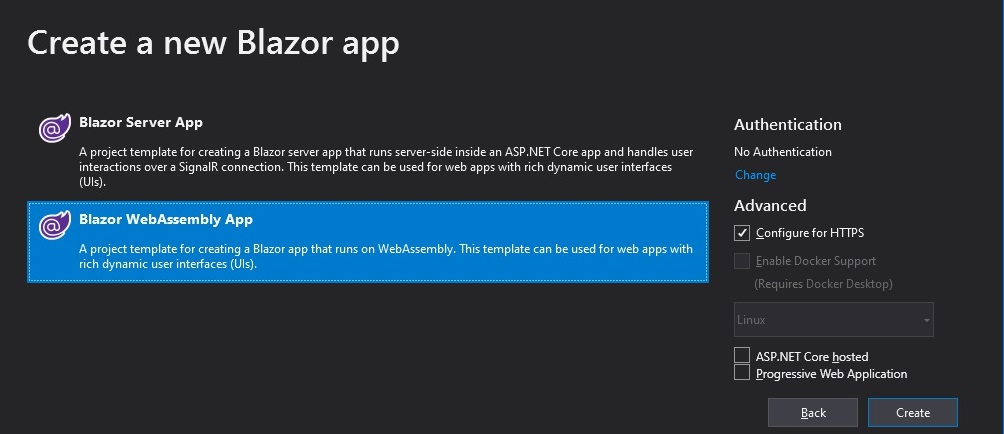 Create a new Blazor app
Blazor Server App
A project template for creating a Blazor server app that runs server-side inside an ASP.NET Core app and handles user
interactions over a SignalR connection. This template can be used for web apps with rich dynamic user interfaces
(UIs).
Blazor WebAssembly App
A project template for creating a Blazor app that runs on WebAssembly. This template can be used for web apps with
rich dynamic user interfaces (UIs).
Authentication
No Authentication
Change
Advanced
Configure for HTTPS
Enable Docker Support
(Requires Docker Desktop)
Linux
ASP.NET Core hosted
Progressive Web Application
Back
Create